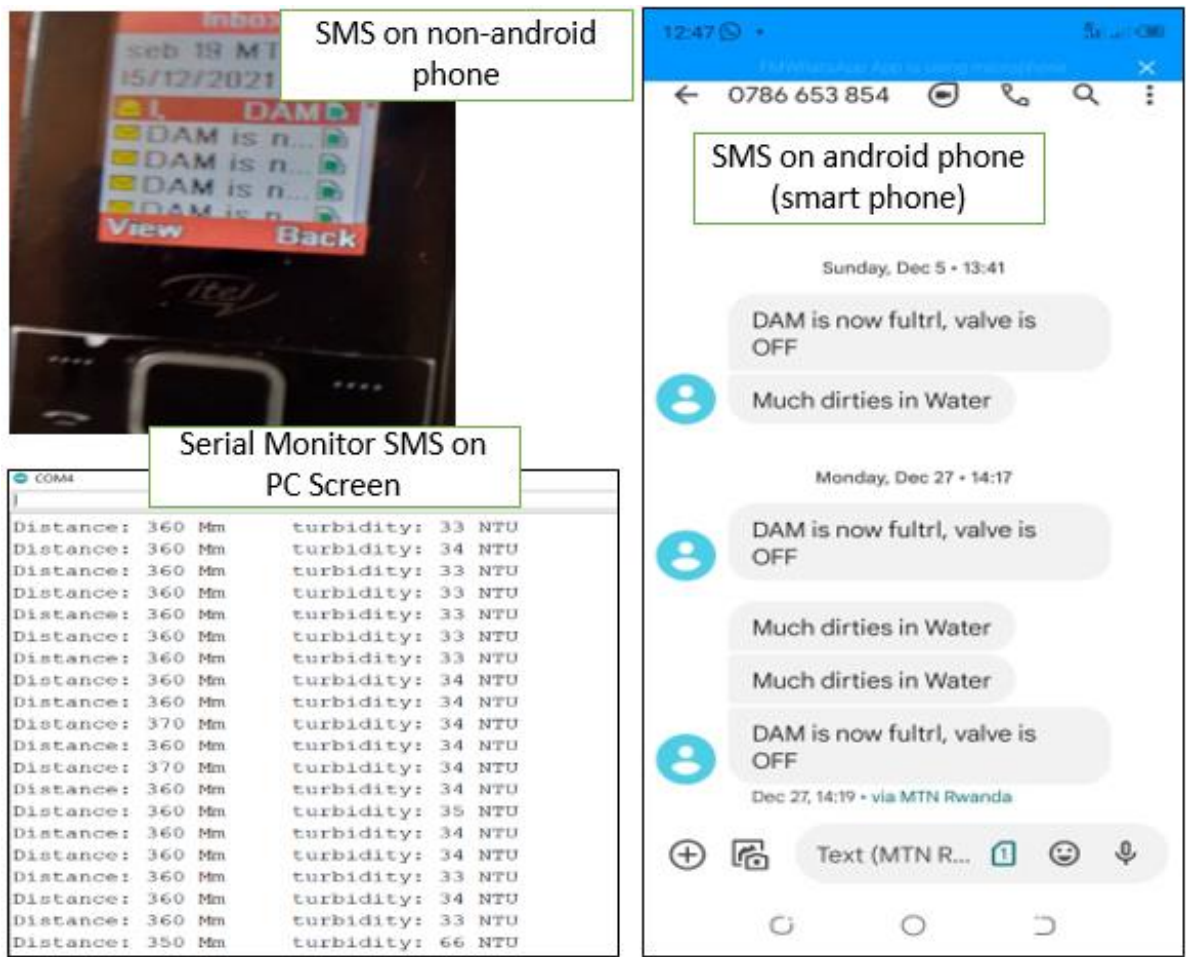 SMS on non-android
phone
Inbox
seb 19 MT
15/12/2021
DAM
DAM is n...
DAM is n...
DAM is n...
DAM is n...
View Back
itel
Serial Monitor SMS on
PC Screen
COM4
Distance: 360 Mm turbidity: 33 NTU
Distance: 360 Mm turbidity: 34 NTU
Distance: 360 Mm turbidity: 33 NTU
Distance: 360 Mm turbidity: 33 NTU
Distance: 360 Mm turbidity: 33 NTU
Distance: 360 Mm turbidity: 33 NTU
Distance: 360 Mm turbidity: 33 NTU
Distance: 360 Mm turbidity: 34 NTU
Distance: 360 Mm turbidity: 34 NTU
Distance: 370 Mm turbidity: 34 NTU
Distance: 360 Mm turbidity: 34 NTU
Distance: 370 Mm turbidity: 34 NTU
Distance: 360 Mm turbidity: 34 NTU
Distance: 360 Mm turbidity: 35 NTU
Distance: 360 Mm turbidity: 34 NTU
Distance: 360 Mm turbidity: 34 NTU
Distance: 360 Mm turbidity: 33 NTU
Distance: 360 Mm turbidity: 34 NTU
Distance: 360 Mm turbidity: 33 NTU
Distance: 350 Mm turbidity: 66 NTU
12:47
FMWhatsApp App is using microphone
0786 653 854
SMS on android phone
(smart phone)
Sunday, Dec 5 • 13:41
DAM is now fultrl, valve is
OFF
Much dirties in Water
Monday, Dec 27 • 14:17
DAM is now fultrl, valve is
OFF
Much dirties in Water
Much dirties in Water
DAM is now fultrl, valve is
OFF
Dec 27, 14:19 • via MTN Rwanda
Text (MTN R... 1